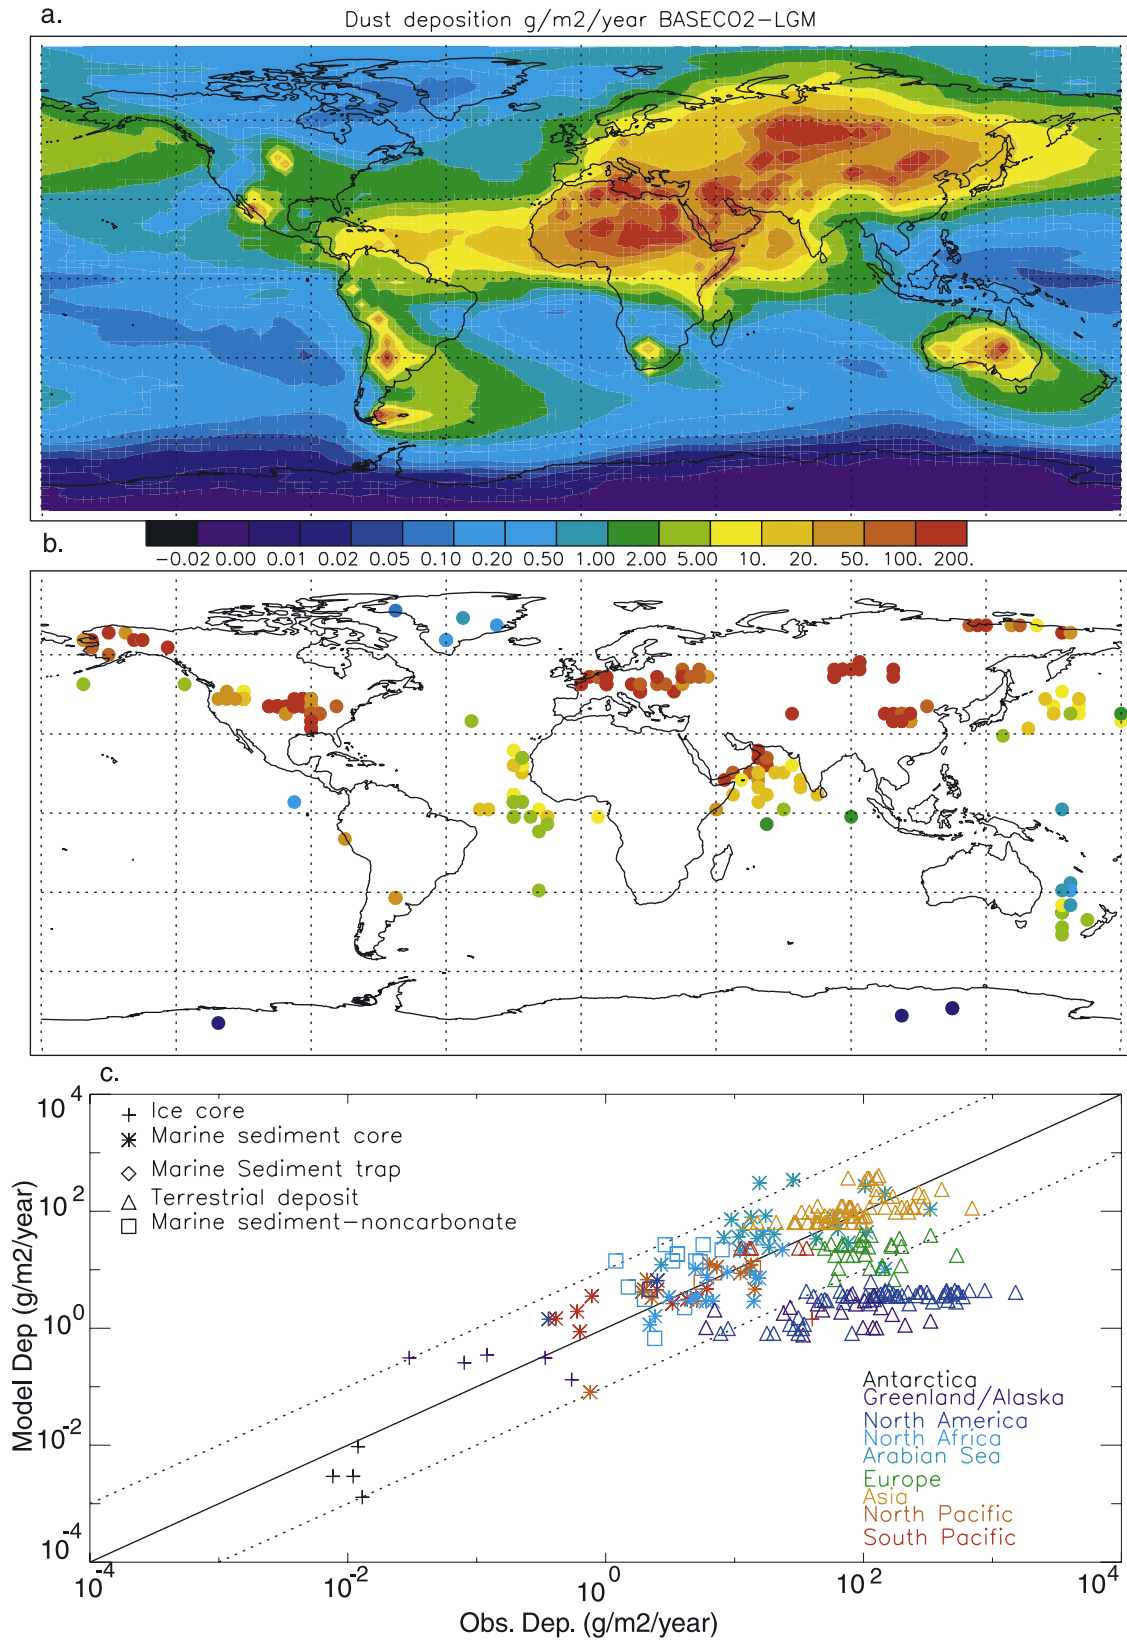 a.
Dust deposition g/m2/year BASECO2-LGM
-0.02 0.00 0.01 0.02 0.05 0.10 0.20 0.50 1.00 2.00 5.00 10. 20. 50. 100. 200.
b.
c.
10^4
10^2
10^0
10^-2
10^-4
Model Dep (g/m2/year)
Ice core
Marine sediment core
Marine Sediment trap
Terrestrial deposit
Marine sediment-noncarbonate
Antarctica
Greenland/Alaska
North America
North Africa
Arabian Sea
Europe
Asia
North Pacific
South Pacific
10^-4 10^-2 10^0 10^2 10^4
Obs. Dep. (g/m2/year)